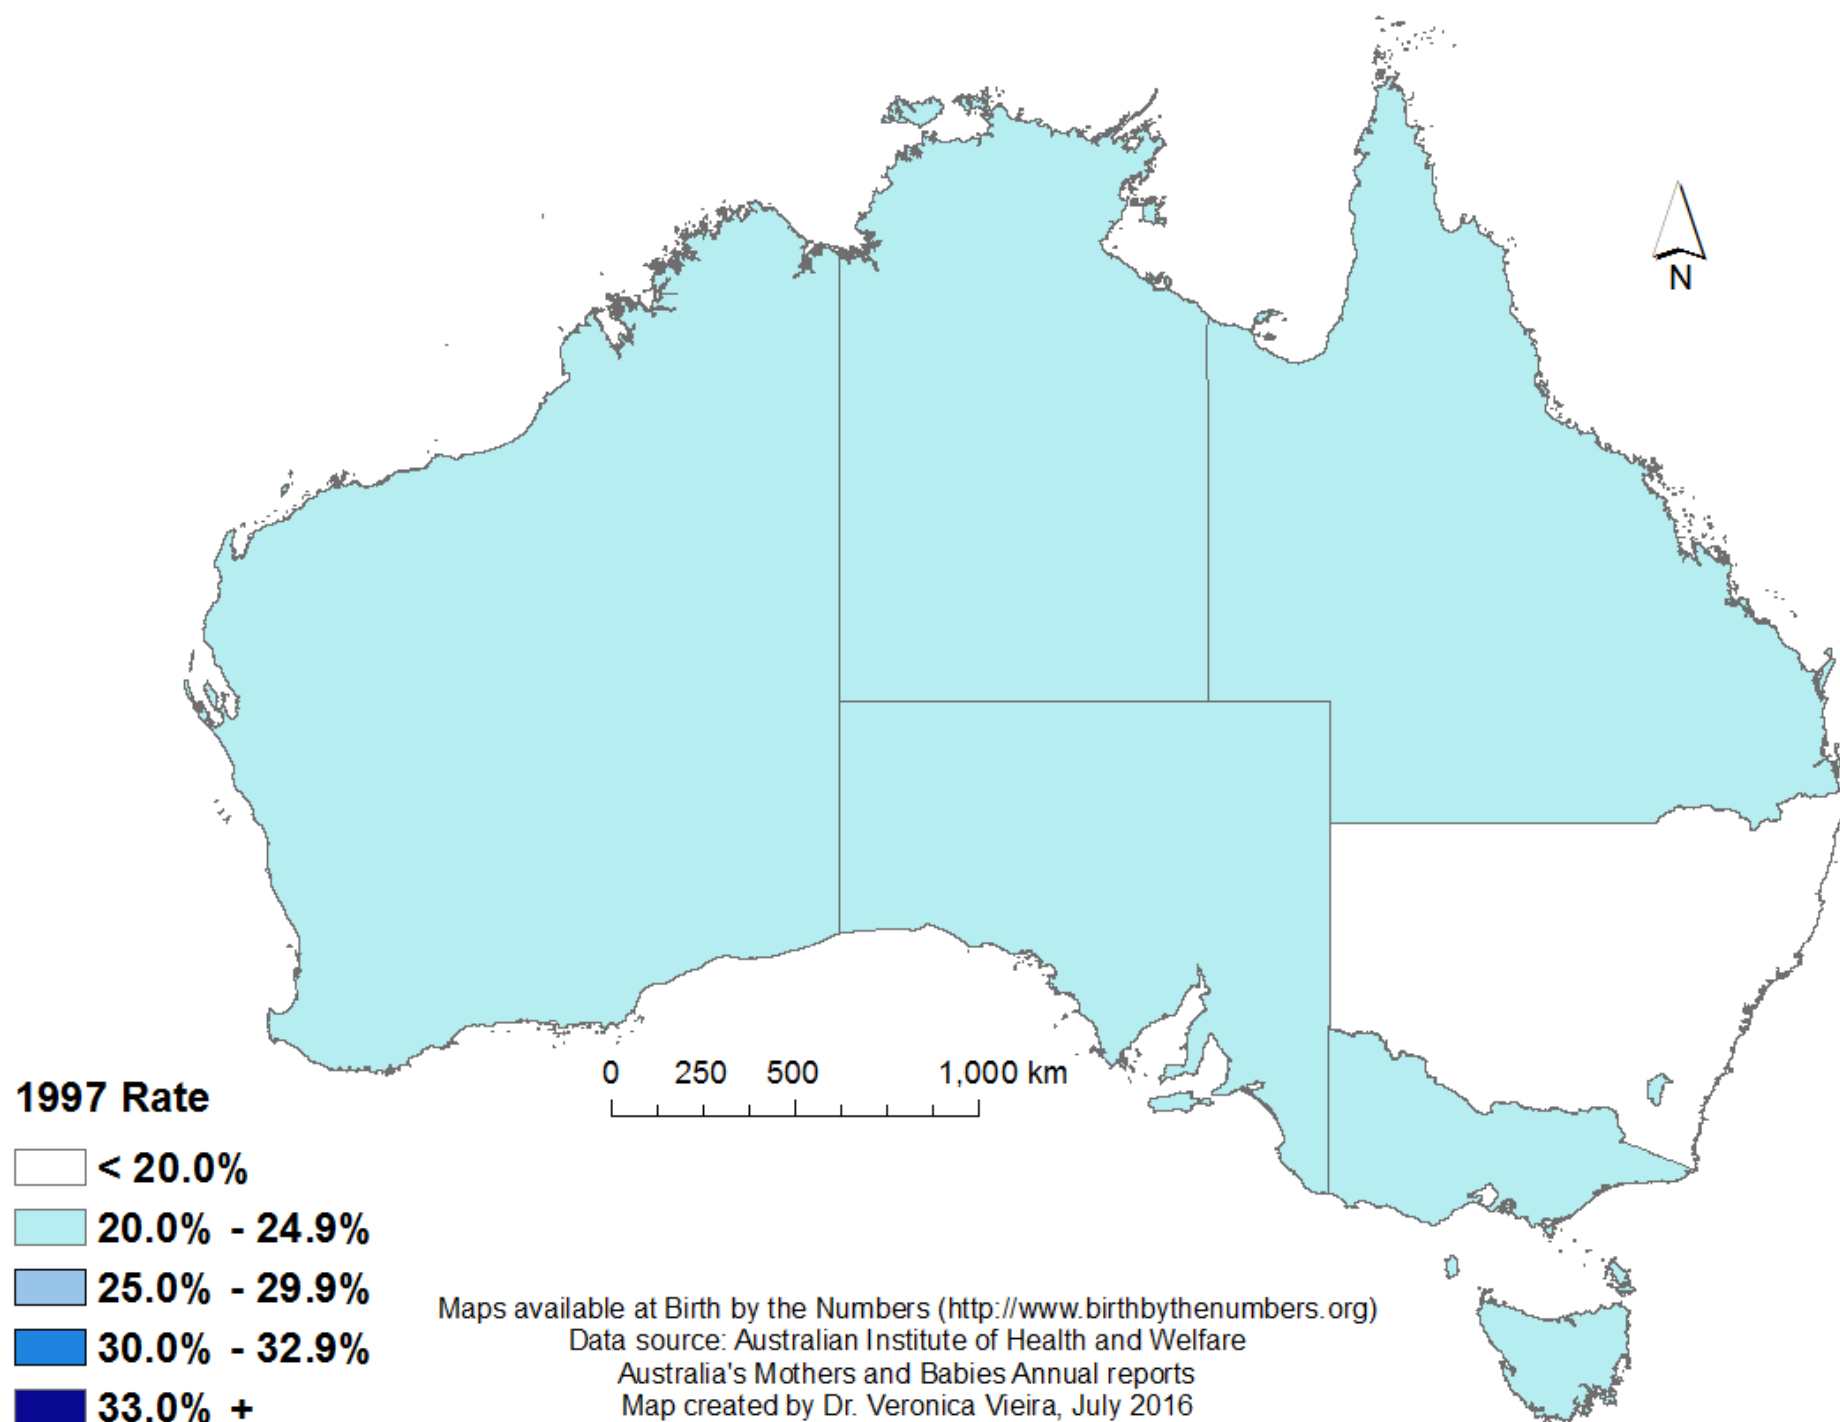 N
0 250 500 1,000 km
1997 Rate
< 20.0%
20.0% - 24.9%
25.0% - 29.9%
30.0% - 32.9%
33.0% +
Maps available at Birth by the Numbers (http://www.birthbythenumbers.org)
Data source: Australian Institute of Health and Welfare
Australia's Mothers and Babies Annual reports
Map created by Dr. Veronica Vieira, July 2016